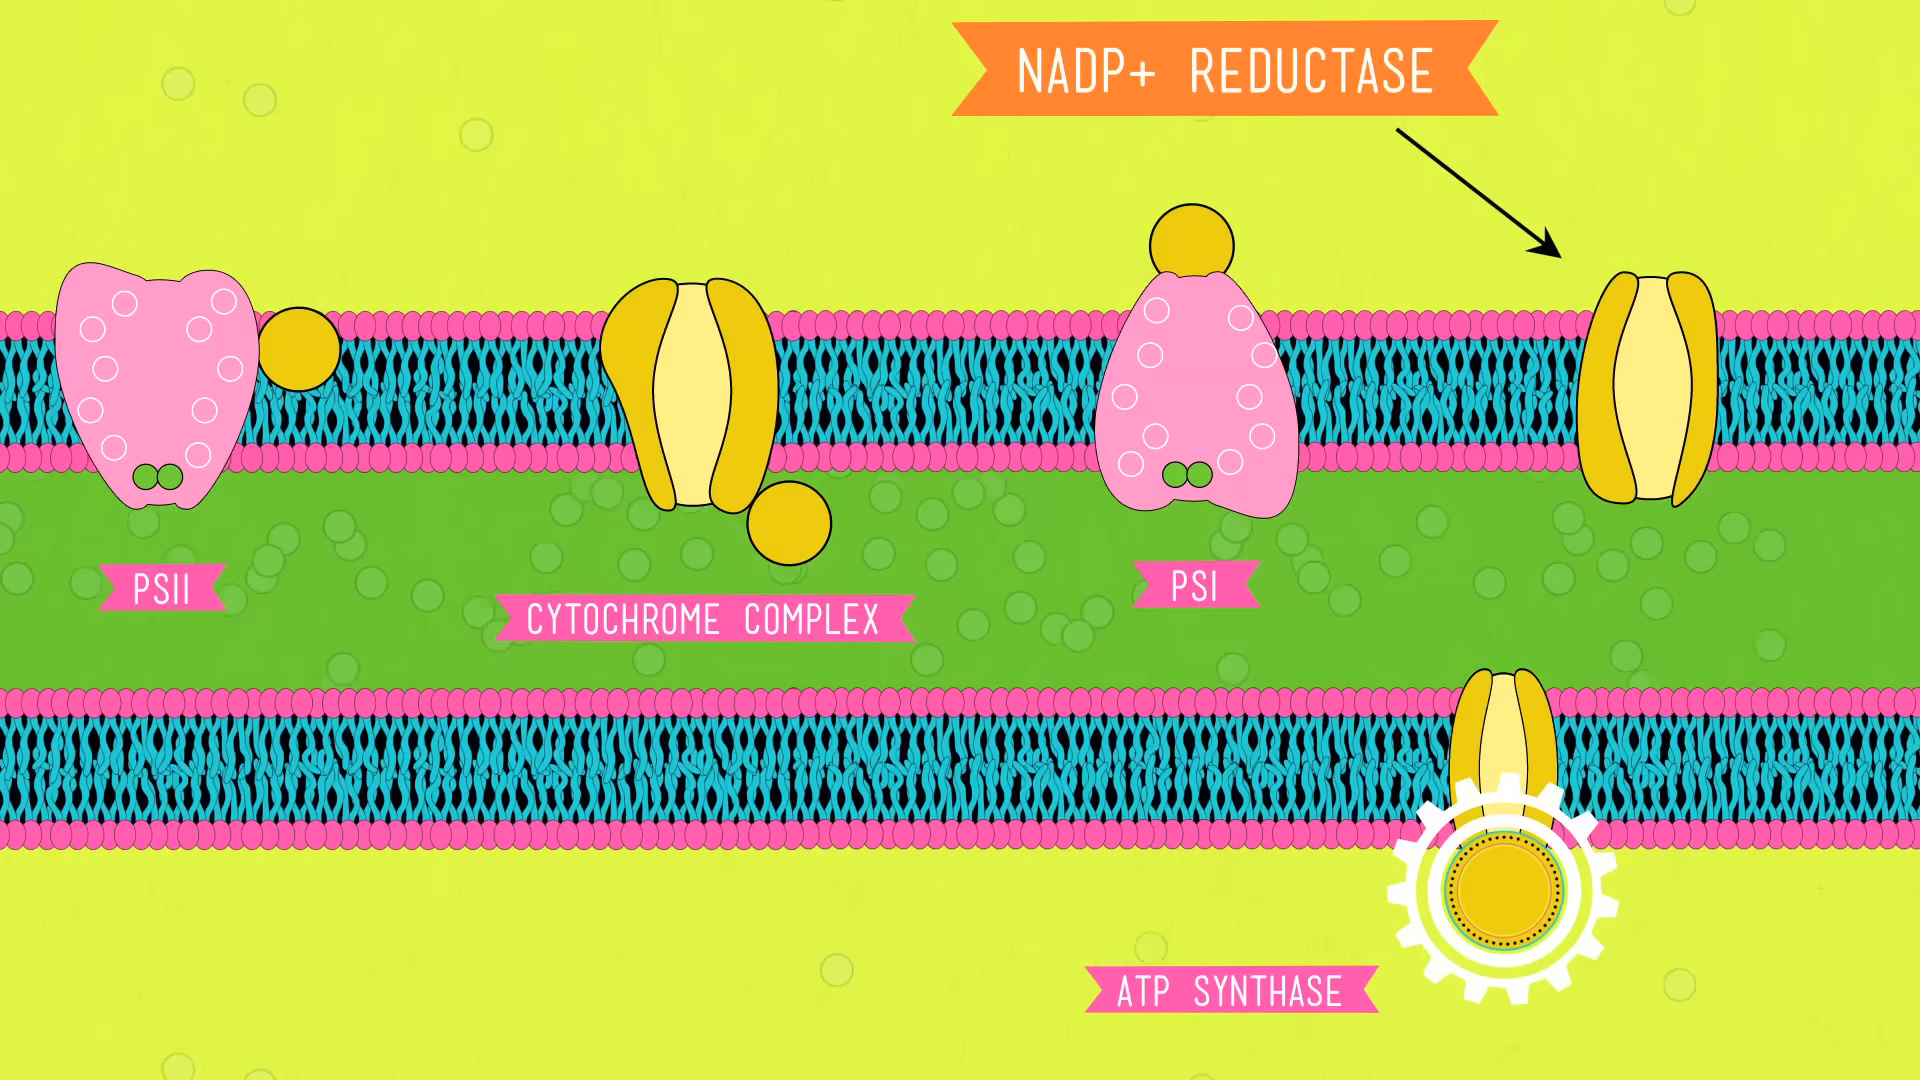 NADP+ REDUCTASE
PSII
CYTOCHROME COMPLEX
PSI
ATP SYNTHASE